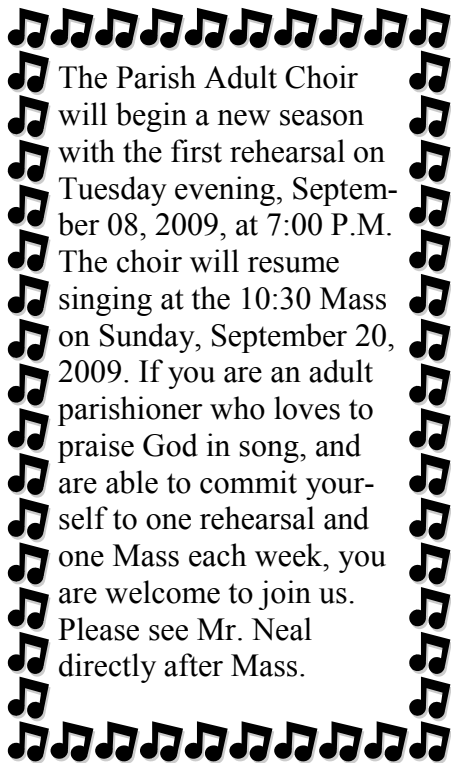 The Parish Adult Choir
will begin a new season
with the first rehearsal on
Tuesday evening, Septem-
ber 08, 2009, at 7:00 P.M.
The choir will resume
singing at the 10:30 Mass
on Sunday, September 20,
2009. If you are an adult
parishioner who loves to
praise God in song, and
are able to commit your-
self to one rehearsal and
one Mass each week, you
are welcome to join us.
Please see Mr. Neal
directly after Mass.